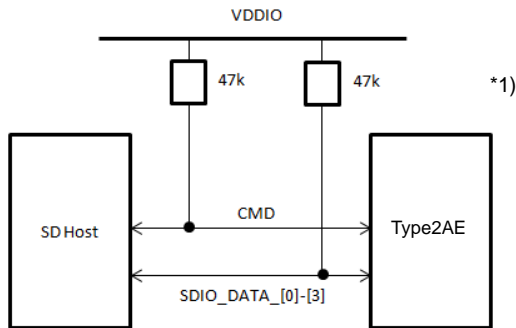 VDDIO
47k
47k
*1)
CMD
SD Host
Type2AE
SDIO_DATA_[0]-[3]